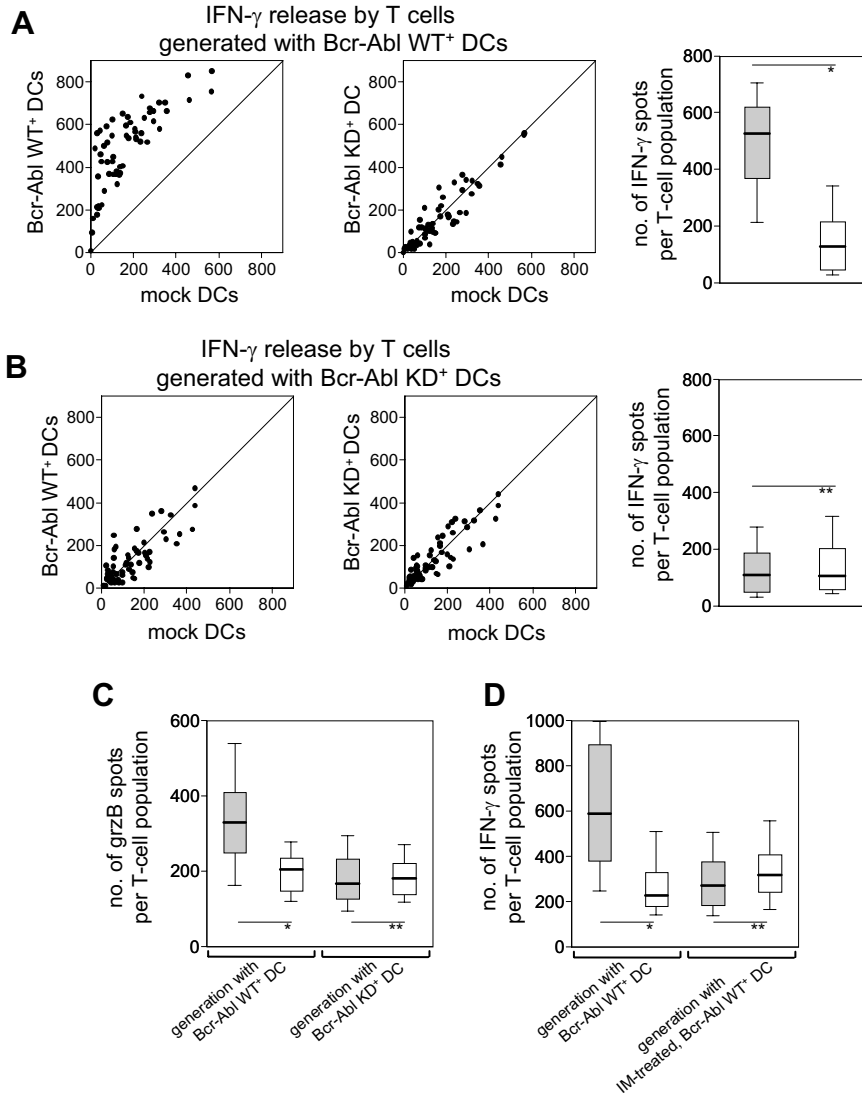 A
IFN-γ release by T cells
generated with Bcr-Abl WT+ DCs
Bcr-Abl WT+ DCs
800
600
400
200
0
0 200 400 600 800
mock DCs
Bcr-Abl KD+ DC
800
600
400
200
0
0 200 400 600 800
mock DCs
no. of IFN-γ spots
per T-cell population
800
600
400
200
0
*
B
IFN-γ release by T cells
generated with Bcr-Abl KD+ DCs
Bcr-Abl WT+ DCs
800
600
400
200
0
0 200 400 600 800
mock DCs
Bcr-Abl KD+ DCs
800
600
400
200
0
0 200 400 600 800
mock DCs
no. of IFN-γ spots
per T-cell population
800
600
400
200
0
**
C
no. of grzB spots
per T-cell population
600
400
200
0
*
**
generation with
Bcr-Abl WT+ DC
generation with
Bcr-Abl KD+ DC
D
no. of IFN-γ spots
per T-cell population
1000
800
600
400
200
0
*
**
generation with
Bcr-Abl WT+ DC
generation with
IM-treated, Bcr-Abl WT+ DC